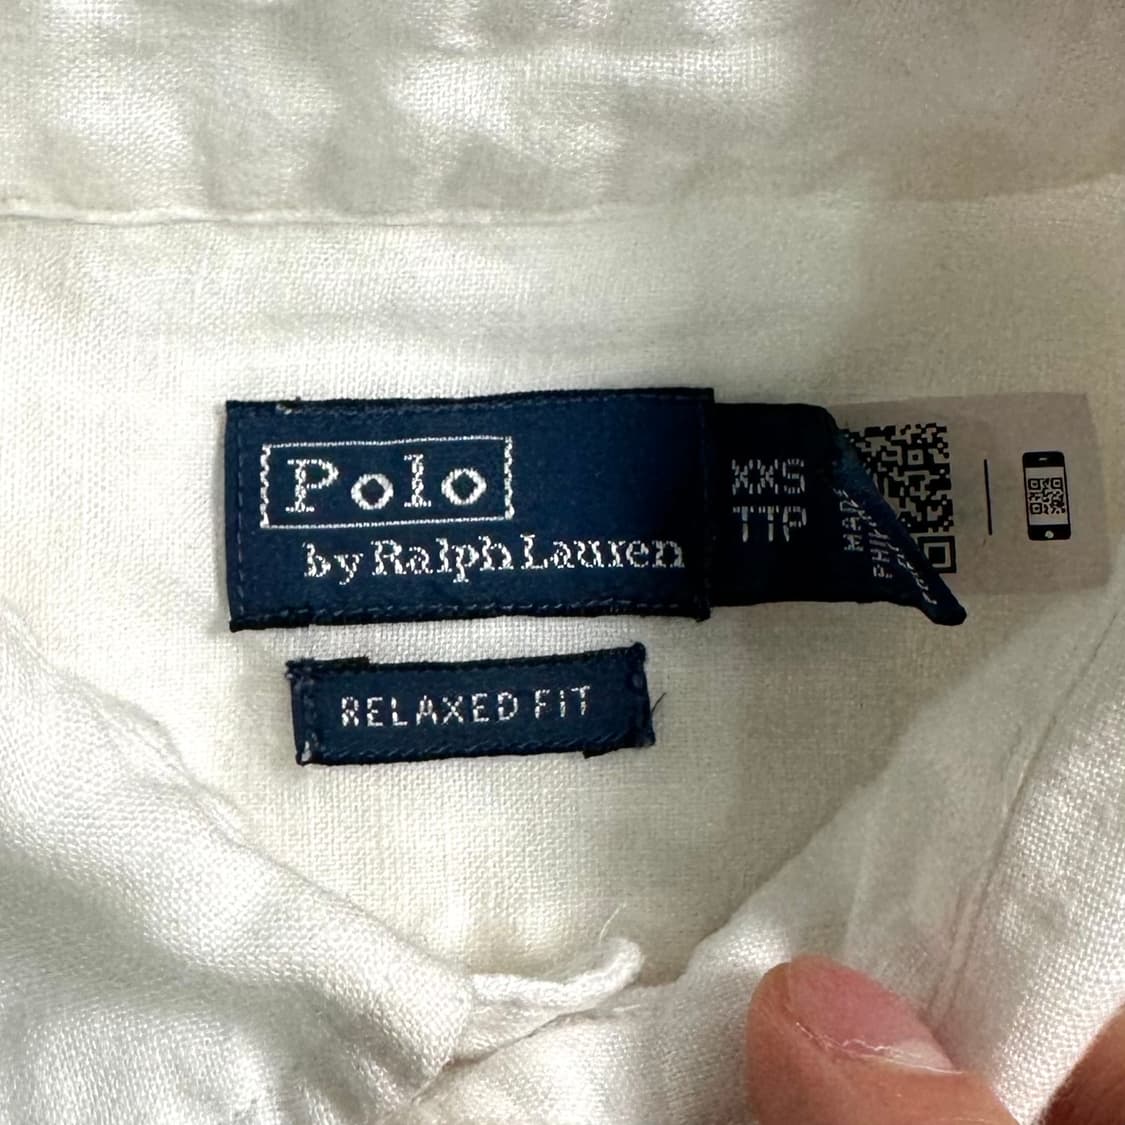 Polo
by Ralph Lauren
XXS
TTP
RELAXED FIT